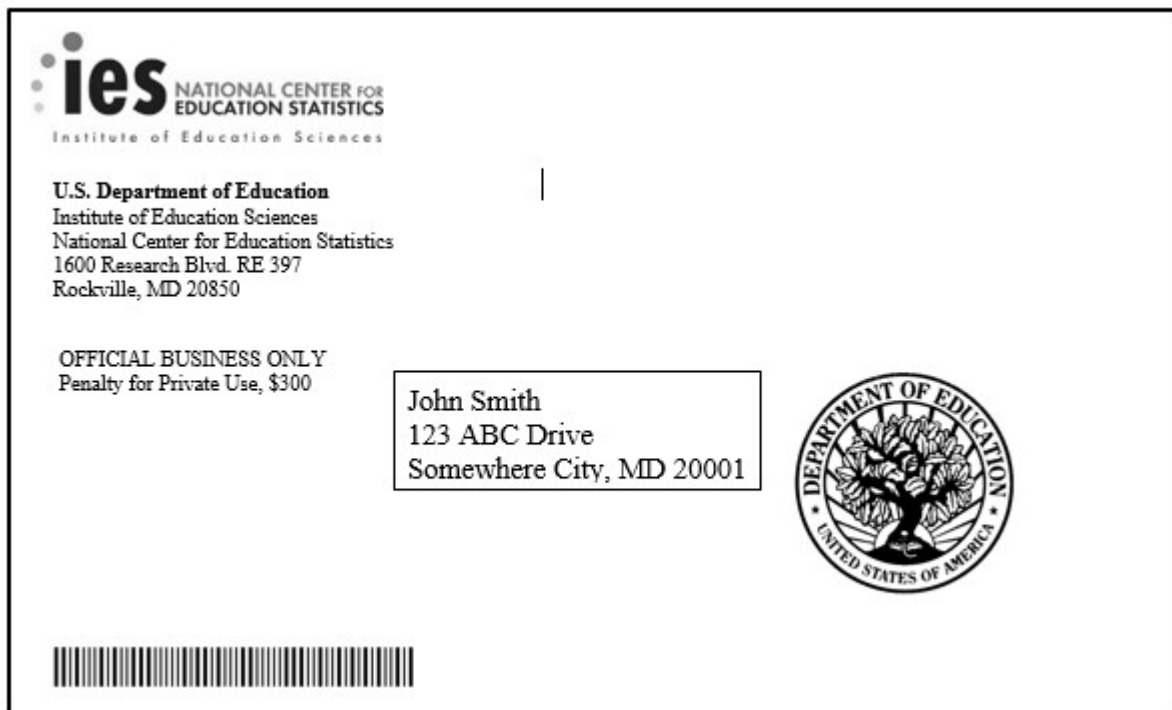 ies NATIONAL CENTER FOR
EDUCATION STATISTICS
Institute of Education Sciences
U.S. Department of Education
Institute of Education Sciences
National Center for Education Statistics
1600 Research Blvd. RE 397
Rockville, MD 20850
OFFICIAL BUSINESS ONLY
Penalty for Private Use, $300
John Smith
123 ABC Drive
Somewhere City, MD 20001
DEPARTMENT OF EDUCATION
UNITED STATES OF AMERICA